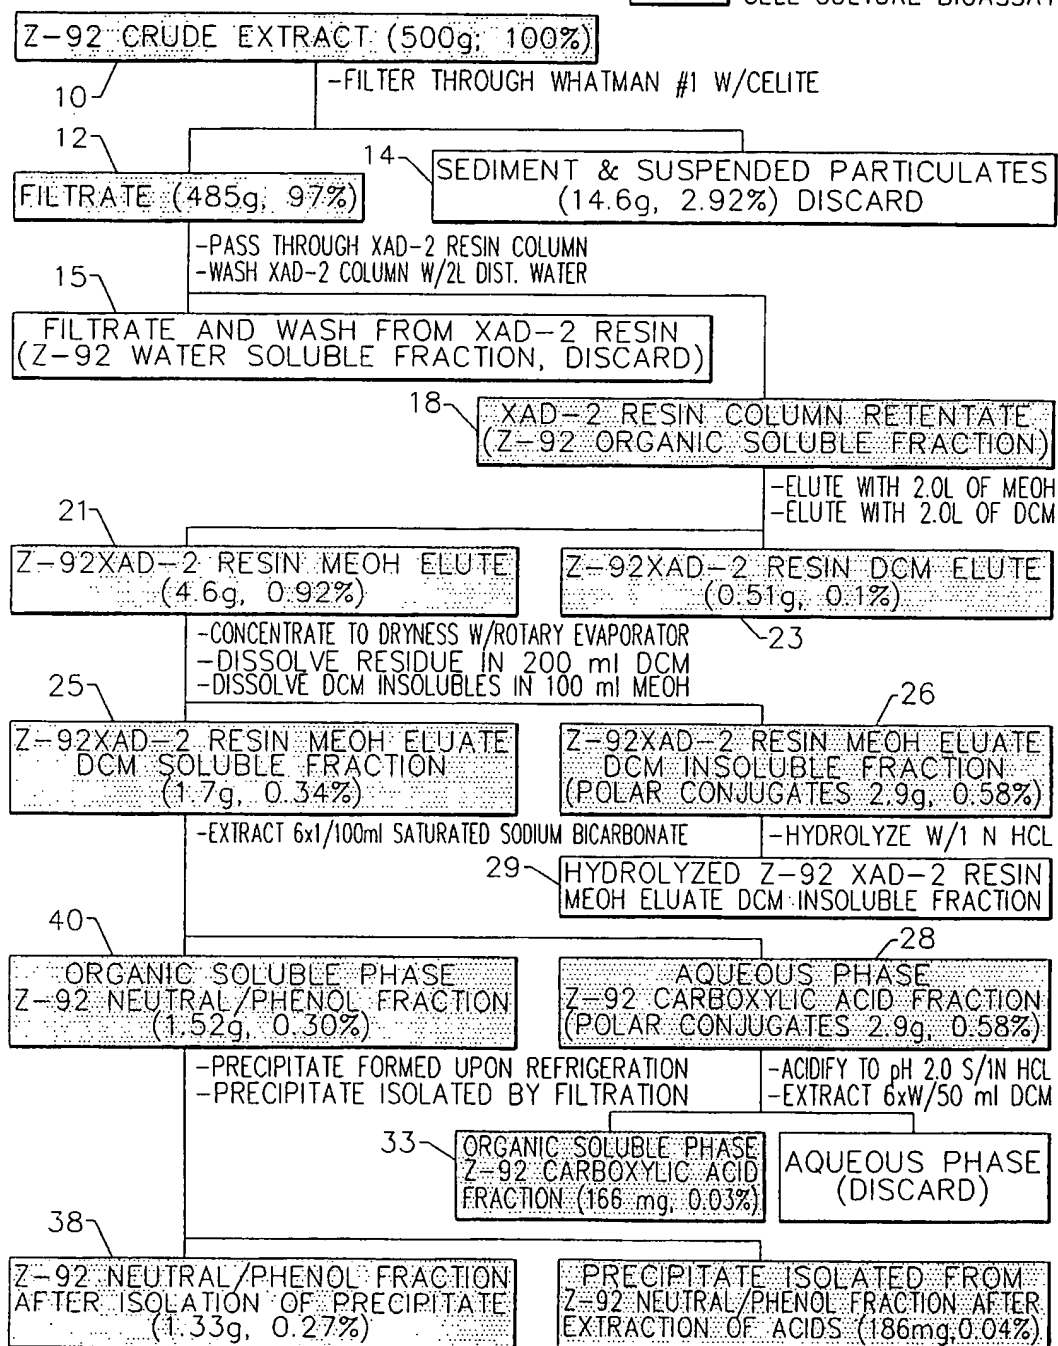 CELL CULTURE BIOASSAY
Z-92 CRUDE EXTRACT (500g, 100%)
10
-FILTER THROUGH WHATMAN #1 W/CELITE
12
FILTRATE (485g, 97%)
14
SEDIMENT & SUSPENDED PARTICULATES
(14.6g, 2.92%) DISCARD
-PASS THROUGH XAD-2 RESIN COLUMN
-WASH XAD-2 COLUMN W/2L DIST. WATER
15
FILTRATE AND WASH FROM XAD-2 RESIN
(Z-92 WATER SOLUBLE FRACTION, DISCARD)
18
XAD-2 RESIN COLUMN RETENTATE
(Z-92 ORGANIC SOLUBLE FRACTION)
-ELUTE WITH 2.0L OF MEOH
-ELUTE WITH 2.0L OF DCM
21
Z-92XAD-2 RESIN MEOH ELUTE
(4.6g, 0.92%)
Z-92XAD-2 RESIN DCM ELUTE
(0.51g, 0.1%)
23
-CONCENTRATE TO DRYNESS W/ROTARY EVAPORATOR
-DISSOLVE RESIDUE IN 200 ml DCM
-DISSOLVE DCM INSOLUBLES IN 100 ml MEOH
25
Z-92XAD-2 RESIN MEOH ELUATE
DCM SOLUBLE FRACTION
(1.7g, 0.34%)
26
Z-92XAD-2 RESIN MEOH ELUATE
DCM INSOLUBLE FRACTION
(POLAR CONJUGATES 2.9g, 0.58%)
-EXTRACT 6x1/100ml SATURATED SODIUM BICARBONATE
-HYDROLYZE W/1 N HCL
29
HYDROLYZED Z-92 XAD-2 RESIN
MEOH ELUATE DCM INSOLUBLE FRACTION
40
ORGANIC SOLUBLE PHASE
Z-92 NEUTRAL/PHENOL FRACTION
(1.52g, 0.30%)
28
AQUEOUS PHASE
Z-92 CARBOXYLIC ACID FRACTION
(POLAR CONJUGATES 2.9g, 0.58%)
-PRECIPITATE FORMED UPON REFRIGERATION
-PRECIPITATE ISOLATED BY FILTRATION
-ACIDIFY TO pH 2.0 S/1N HCL
-EXTRACT 6xW/50 ml DCM
33
ORGANIC SOLUBLE PHASE
Z-92 CARBOXYLIC ACID
FRACTION (166 mg, 0.03%)
AQUEOUS PHASE
(DISCARD)
38
Z-92 NEUTRAL/PHENOL FRACTION
AFTER ISOLATION OF PRECIPITATE
(1.33g, 0.27%)
PRECIPITATE ISOLATED FROM
Z-92 NEUTRAL/PHENOL FRACTION AFTER
EXTRACTION OF ACIDS (186mg,0.04%)